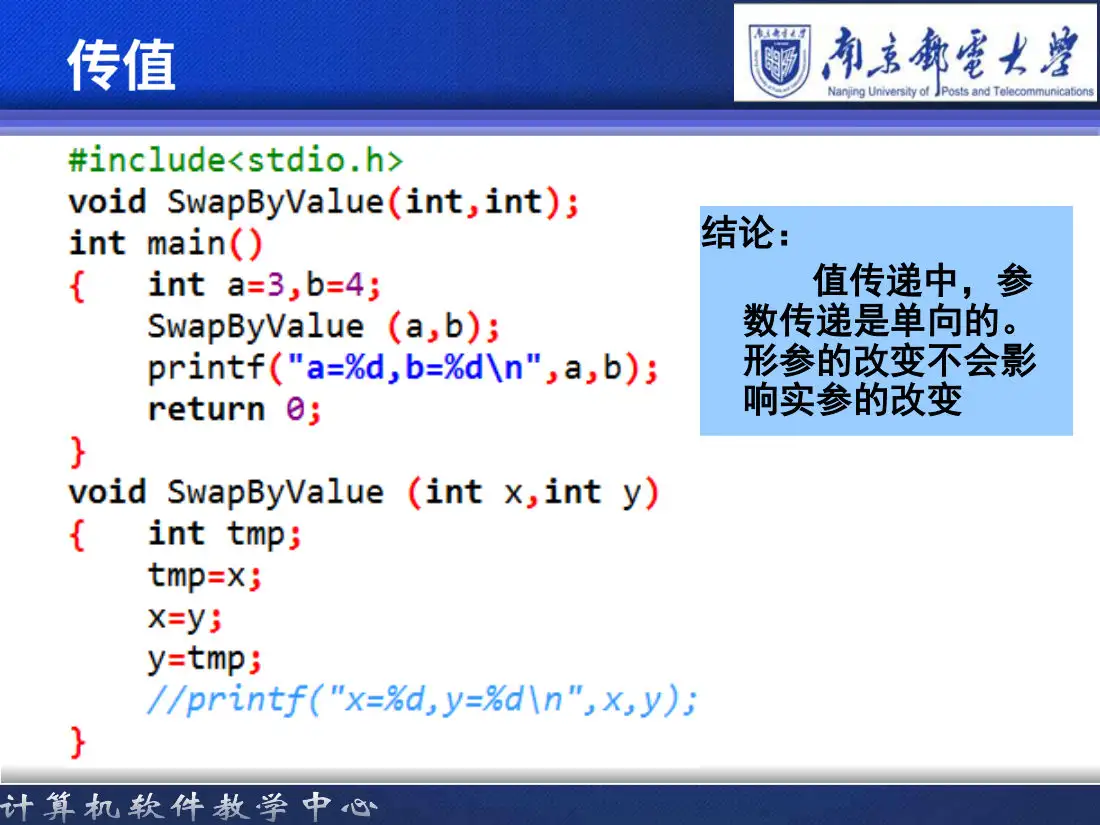 传值
南京郵電大學
Nanjing University of Posts and Telecommunications
#include<stdio.h>
void SwapByValue(int,int);
int main()
{ int a=3,b=4;
SwapByValue (a,b);
printf("a=%d,b=%d\n",a,b);
return 0;
}
void SwapByValue (int x,int y)
{ int tmp;
tmp=x;
x=y;
y=tmp;
//printf("x=%d,y=%d\n",x,y);
}
结论：
值传递中，参
数传递是单向的。
形参的改变不会影
响实参的改变
计算机软件教学中心